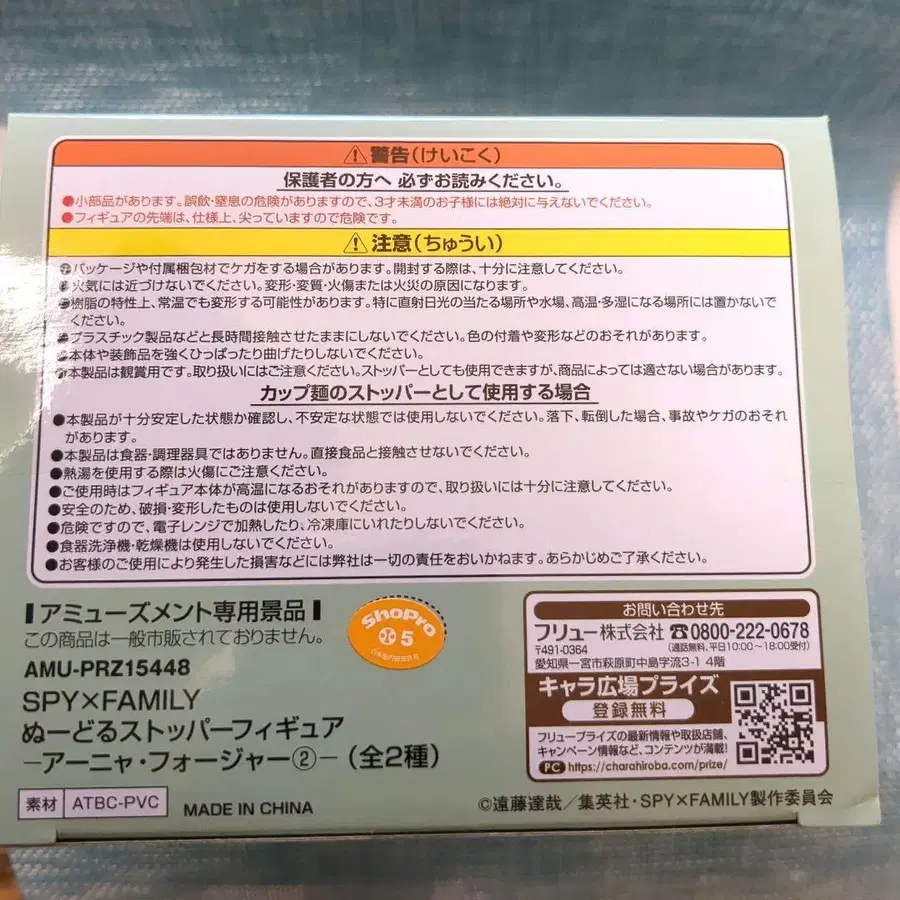 ⚠警告(けいこく)
保護者の方へ 必ずお読みください。
●小部品があります。誤飲・窒息の危険がありますので、3才未満のお子様には絶対に与えないでください。
●フィギュアの先端は、仕様上、尖っていますので危険です。
⚠注意(ちゅうい)
●パッケージや付属梱包材でケガをする場合があります。開封する際は、十分に注意してください。
●火気には近づけないでください。変形・変質・火傷または火災の原因になります。
●樹脂の特性上、常温でも変形する可能性があります。特に直射日光の当たる場所や水場、高温・多湿になる場所には置かないで
ください。
●プラスチック製品などと長時間接触させたままにしないでください。色の付着や変形などのおそれがあります。
●本体や装飾品を強くひっぱったり曲げたりしないでください。
●本製品は観賞用です。取り扱いにはご注意ください。ストッパーとしても使用できますが、商品によっては適さない場合があります。
カップ麺のストッパーとして使用する場合
●本製品が十分安定した状態か確認し、不安定な状態では使用しないでください。落下、転倒した場合、事故やケガのおそれ
があります。
●本製品は食器・調理器具ではありません。直接食品と接触させないでください。
●熱湯を使用する際は火傷にご注意ください。
●ご使用時はフィギュア本体が高温になるおそれがありますので、取り扱いには十分に注意してください。
●安全のため、破損・変形したものは使用しないでください。
●危険ですので、電子レンジで加熱したり、冷凍庫にいれたりしないでください。
●食器洗浄機・乾燥機は使用しないでください。
●お客様のご使用により発生した損害などには弊社は一切の責任をおいかねます。あらかじめご了承ください。
アミューズメント専用景品
この商品は一般市販されておりません。
AMU-PRZ15448
SPY×FAMILY
ぬーどるストッパーフィギュア
−アーニャ・フォージャー②−(全2種)
素材 ATBC-PVC MADE IN CHINA
ShoPro
5
日本国内販売許諾
お問い合わせ先
フリュー株式会社 ☎0800-222-0678
〒491-0364 (通話無料、平日10:00〜18:00受付)
愛知県一宮市萩原町中島字流3-1 4階
キャラ広場プライズ
登録無料
フリュープライズの最新情報や取扱店舗、
キャンペーン情報など、コンテンツが満載!
PC https://charahiroba.com/prize/
©遠藤達哉/集英社・SPY×FAMILY製作委員会